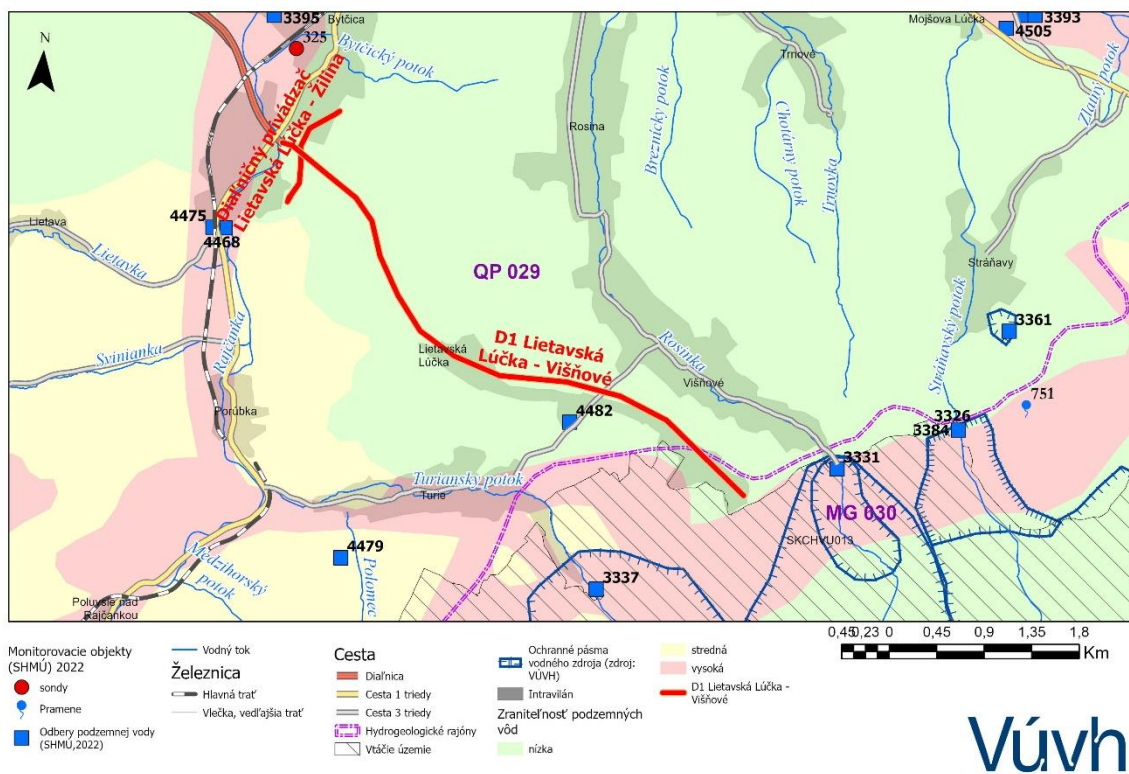 3395
Bytčica
325
Bytčický potok
N
Diaľničný privádzač
Lietavská Lúčka - Žilina
Trnové
Mojšova Lúčka
3393
4505
Zlatný potok
Rosina
Breznický potok
Chotárny potok
Trnovka
Lietava
4475
4468
Lietavka
Stráňavy
QP 029
Stráňavský potok
3361
Svinianka
Rajčanka
Lietavská
Lúčka
D1 Lietavská
Lúčka - Višňové
Rosinka
Višňové
Porúbka
4482
751
3326
3384
3331
Turiansky potok
Turie
MG 030
SKCHVU013
4479
Polomec
3337
Medzihorský
potok
Poluvsie nad
Rajčankou
0,45 0,23 0 0,45 0,9 1,35 1,8
Km
Monitorovacie objekty
(SHMÚ) 2022
sondy
Pramene
Odbery podzemnej vody
(SHMÚ,2022)
Vodný tok
Železnica
Hlavná trať
Vlečka, vedľajšia trať
Cesta
Diaľnica
Cesta 1 triedy
Cesta 3 triedy
Hydrogeologické rajóny
Vtáčie územie
Ochranné pásma
vodného zdroja (zdroj:
VÚVH)
Intravilán
Zraniteľnosť podzemných
vôd
nízka
stredná
vysoká
D1 Lietavská Lúčka -
Višňové
Vúvh